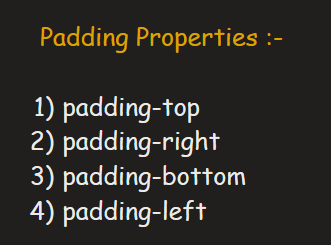 Padding Properties :-
1) padding-top
2) padding-right
3) padding-bottom
4) padding-left